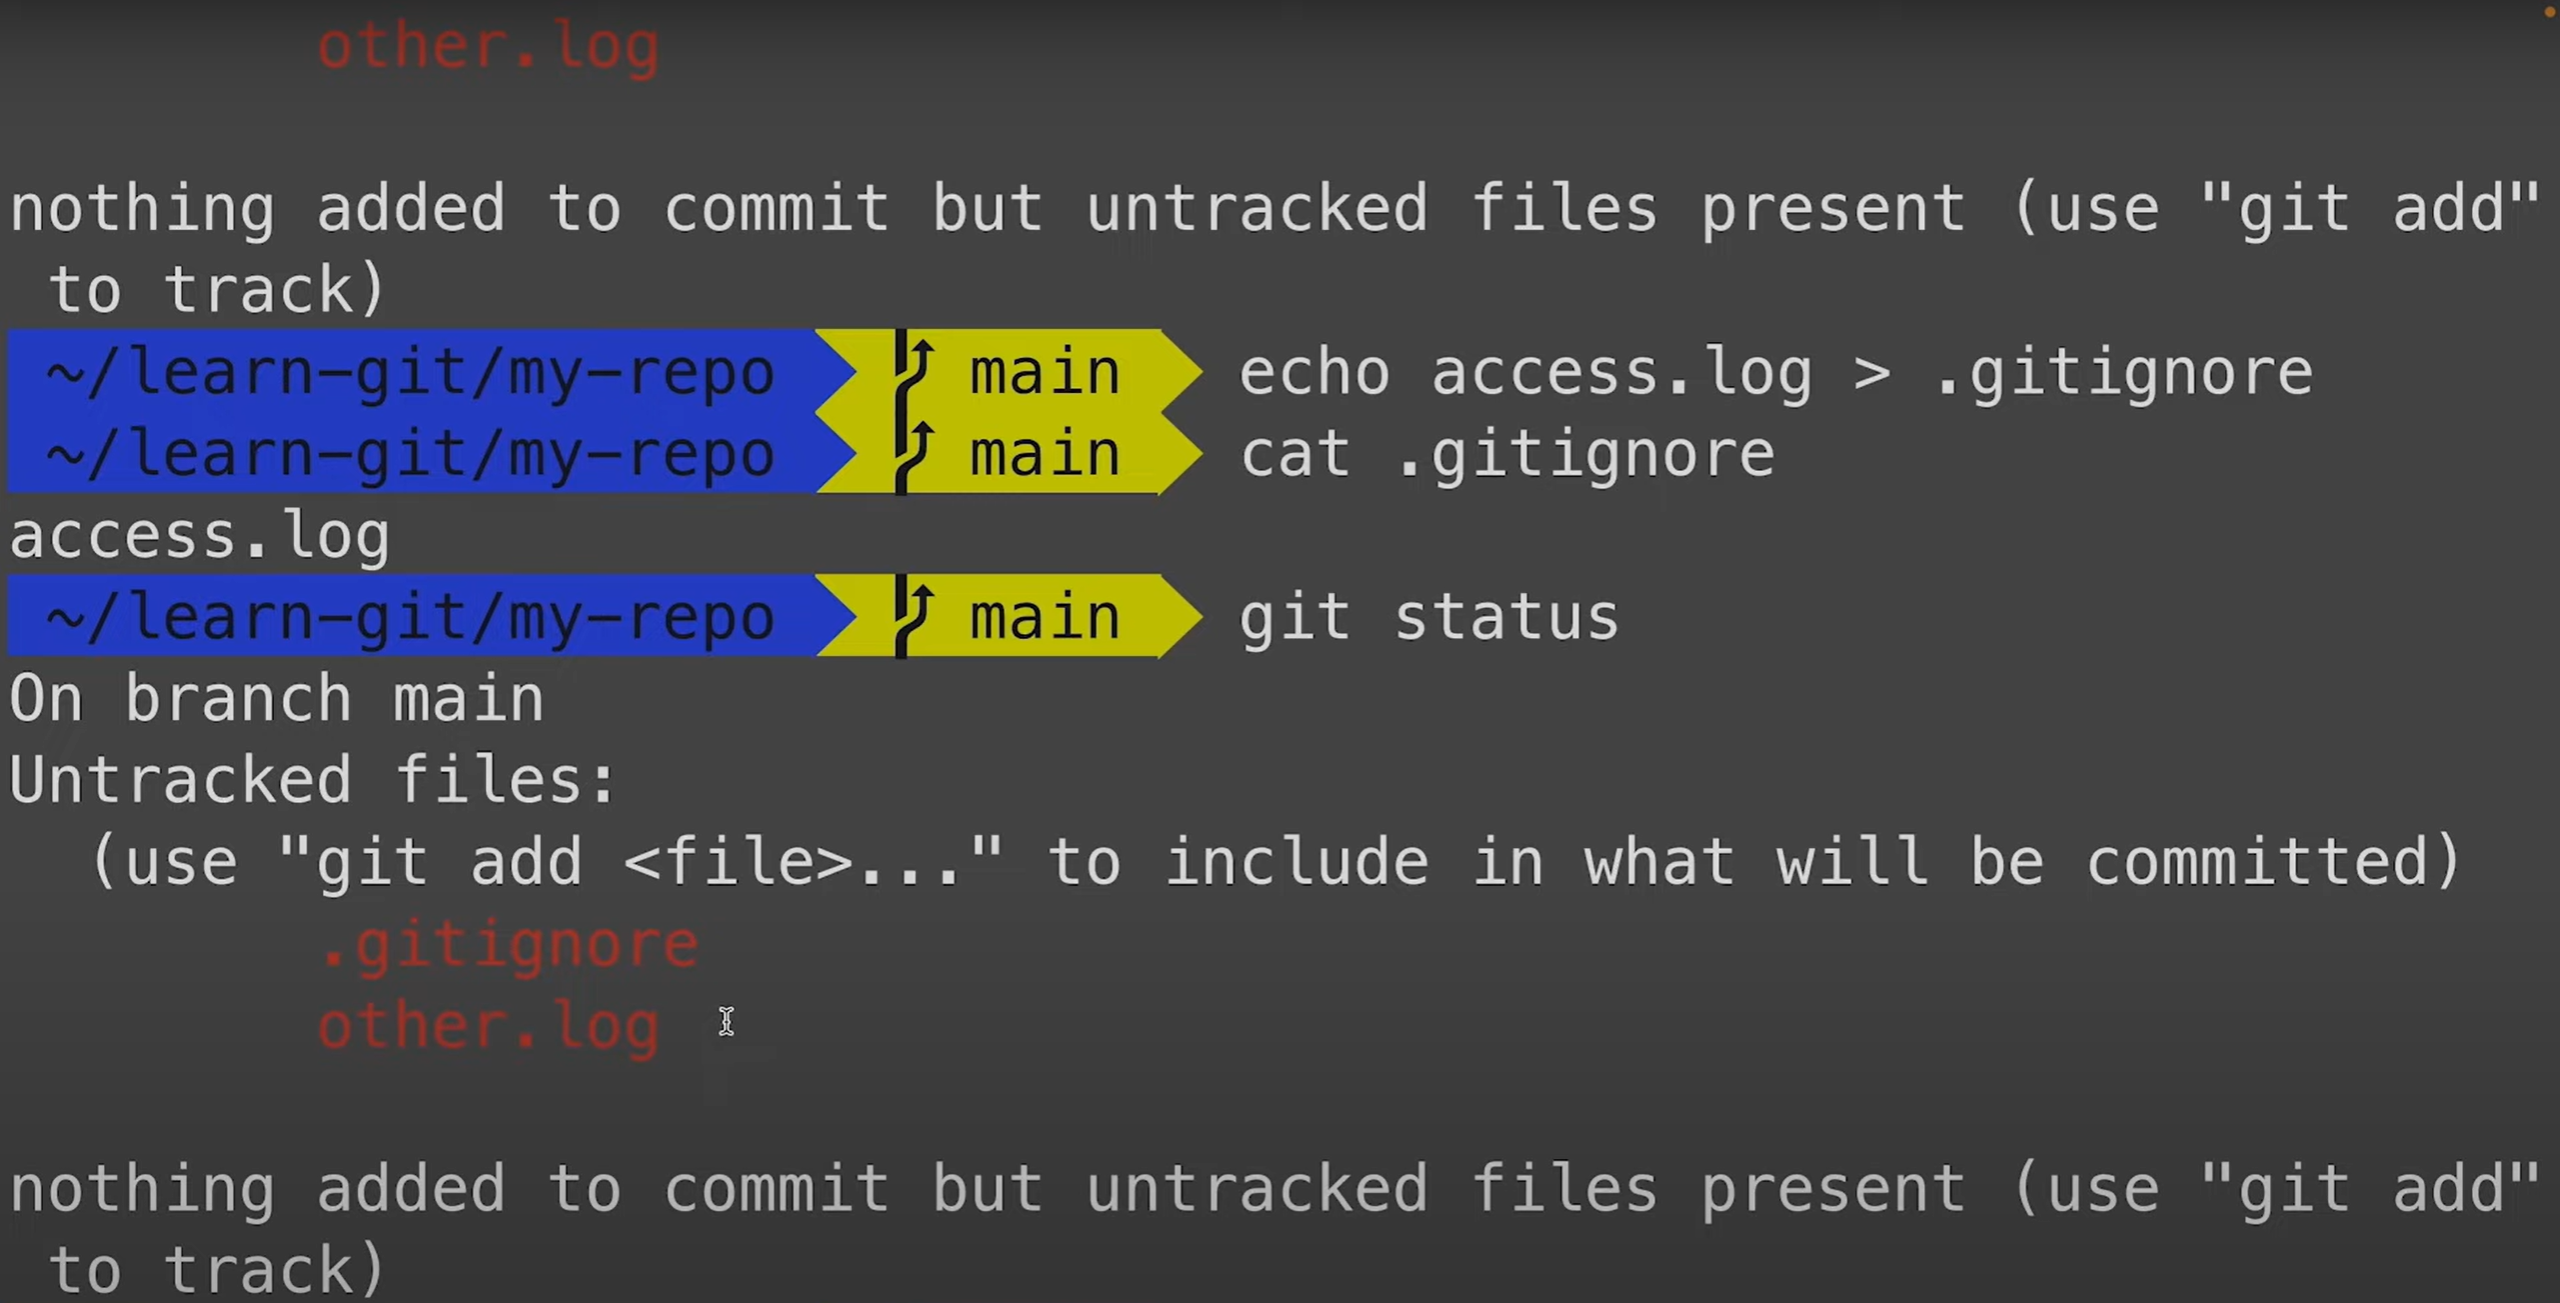 other.log
nothing added to commit but untracked files present (use "git add"
to track)
~/learn-git/my-repo main echo access.log > .gitignore
~/learn-git/my-repo main cat .gitignore
access.log
~/learn-git/my-repo main git status
On branch main
Untracked files:
(use "git add <file>..." to include in what will be committed)
.gitignore
other.log
nothing added to commit but untracked files present (use "git add"
to track)